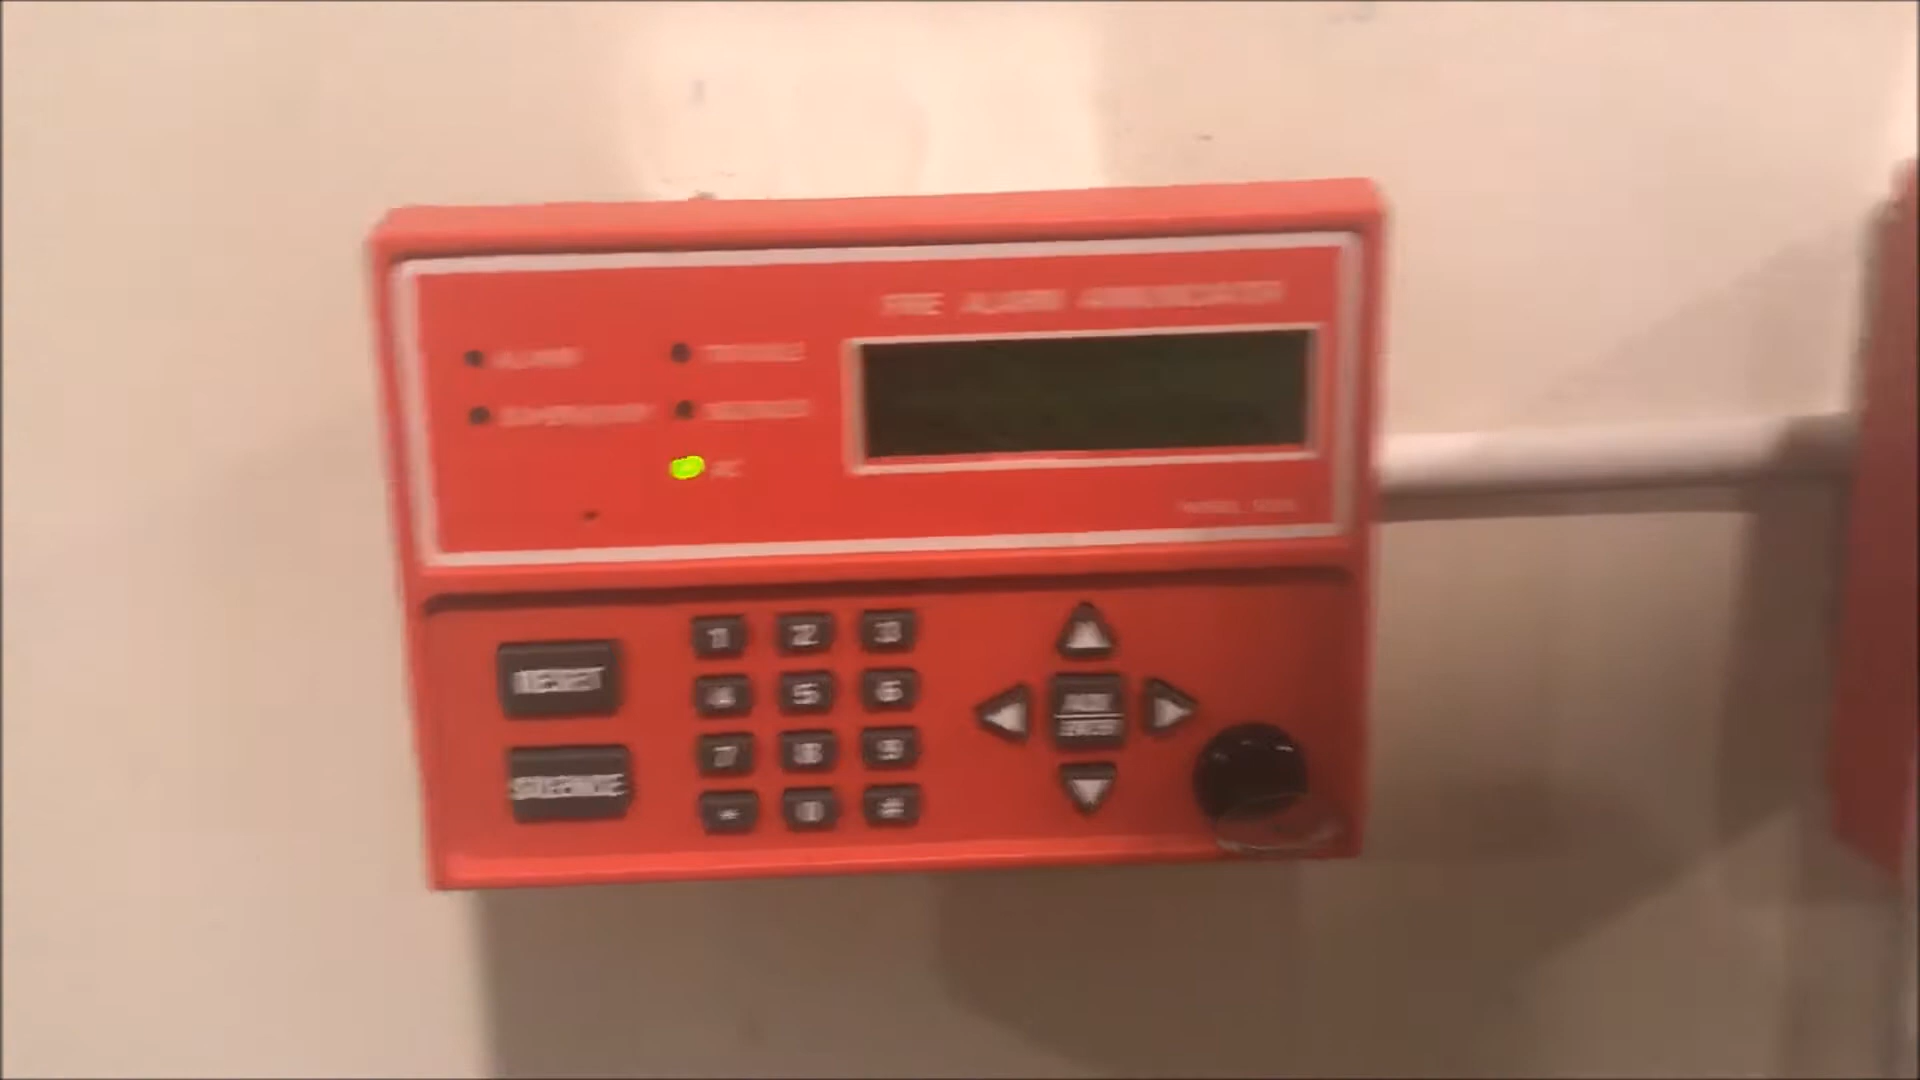 FIRE ALARM ANNUNCIATOR
ALARM TROUBLE
SUPERVISORY SILENCED
AC
RESET
SILENCE
1 2 3
4 5 6
7 8 9
* 0 #
ENTER